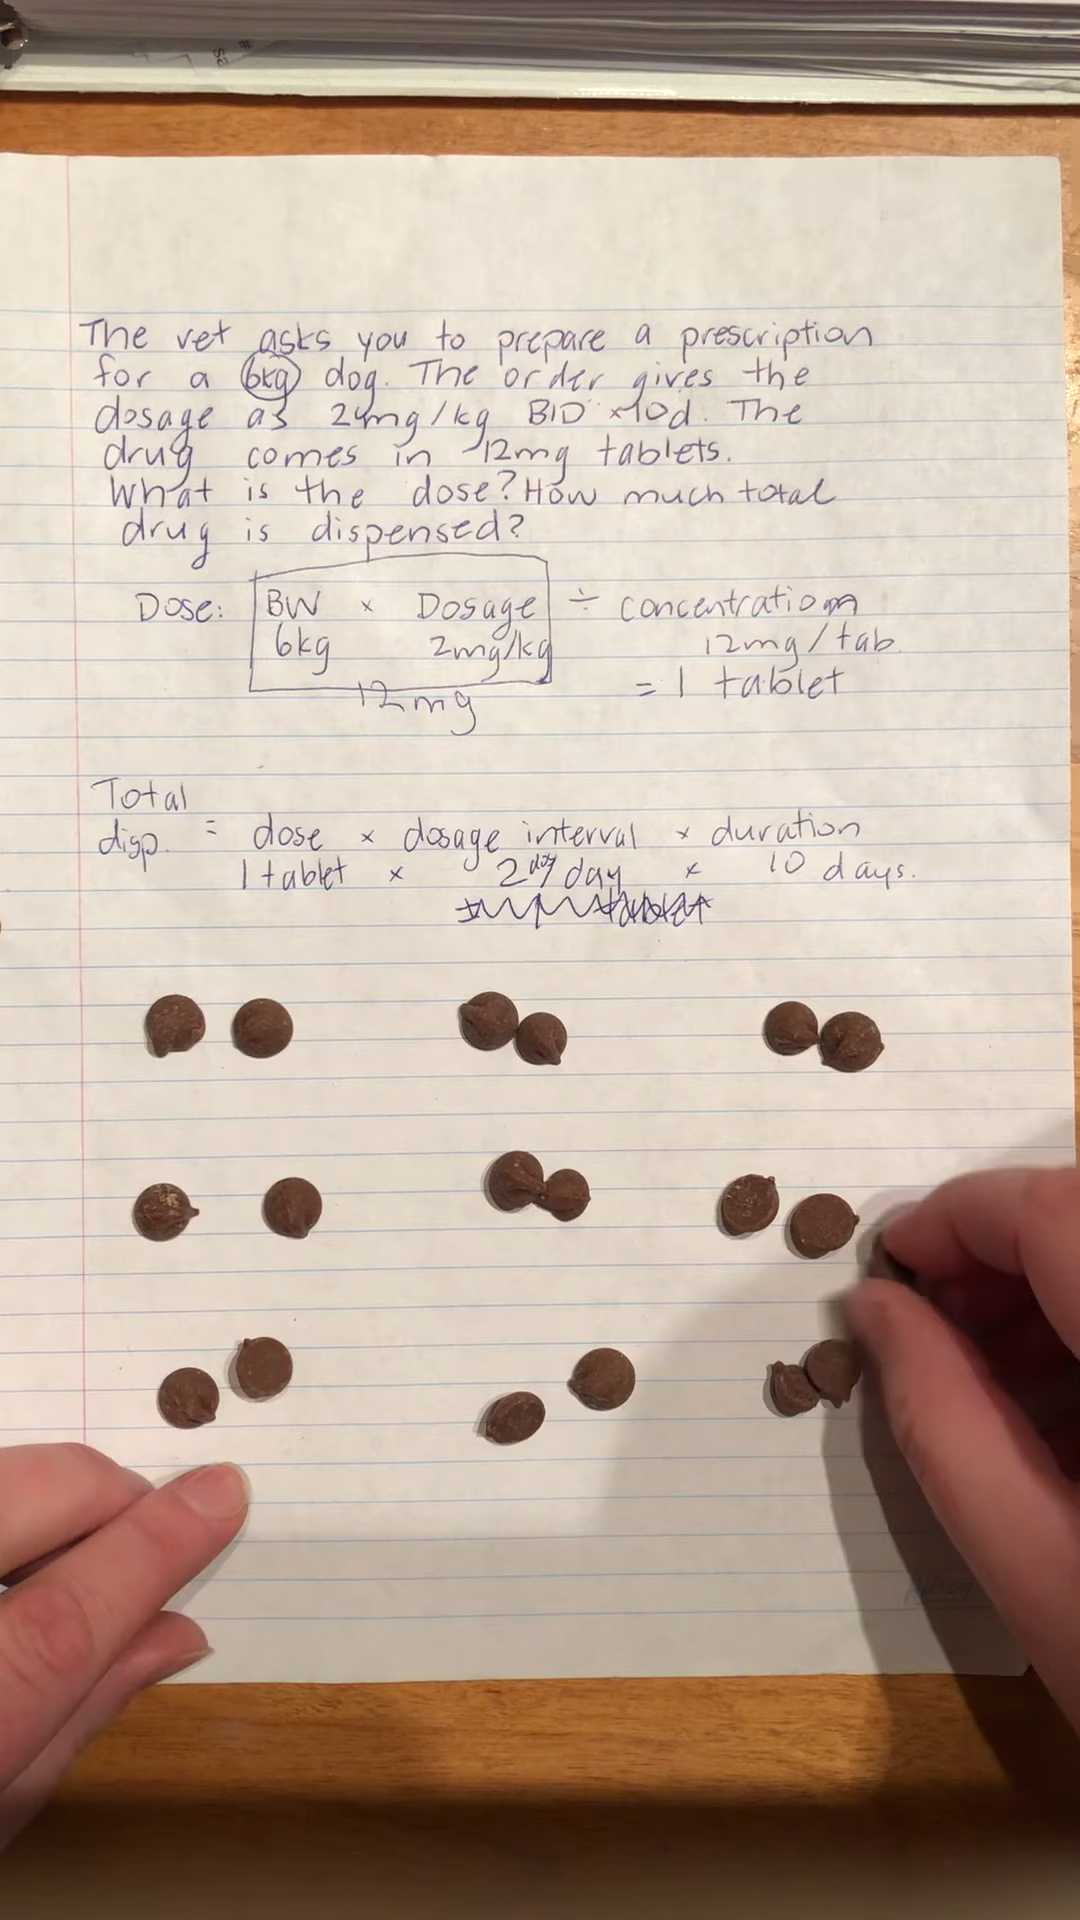 The vet asks you to prepare a prescription
for a 6kg dog. The order gives the
dosage as 2mg/kg BID x10d. The
drug comes in 12mg tablets.
What is the dose? How much total
drug is dispensed?
Dose: BW x Dosage ÷ concentration
6kg 2mg/kg 12mg/tab
12mg = 1 tablet
Total
disp. = dose x dosage interval x duration
1 tablet x 2 day x 10 days.